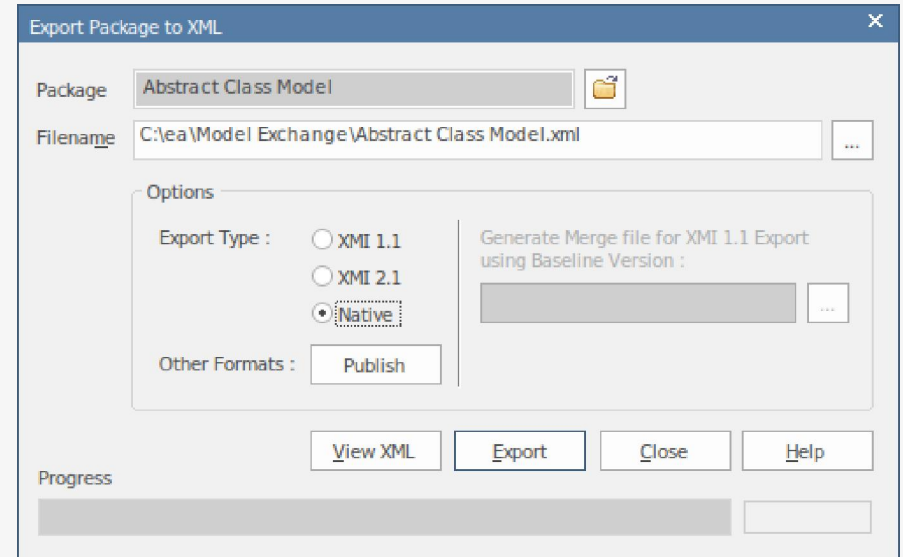 Export Package to XML
Package Abstract Class Model
Filename C:\ea\Model Exchange\Abstract Class Model.xml ...
Options
Export Type : XMI 1.1
XMI 2.1
Native
Generate Merge file for XMI 1.1 Export
using Baseline Version :
...
Other Formats : Publish
View XML Export Close Help
Progress